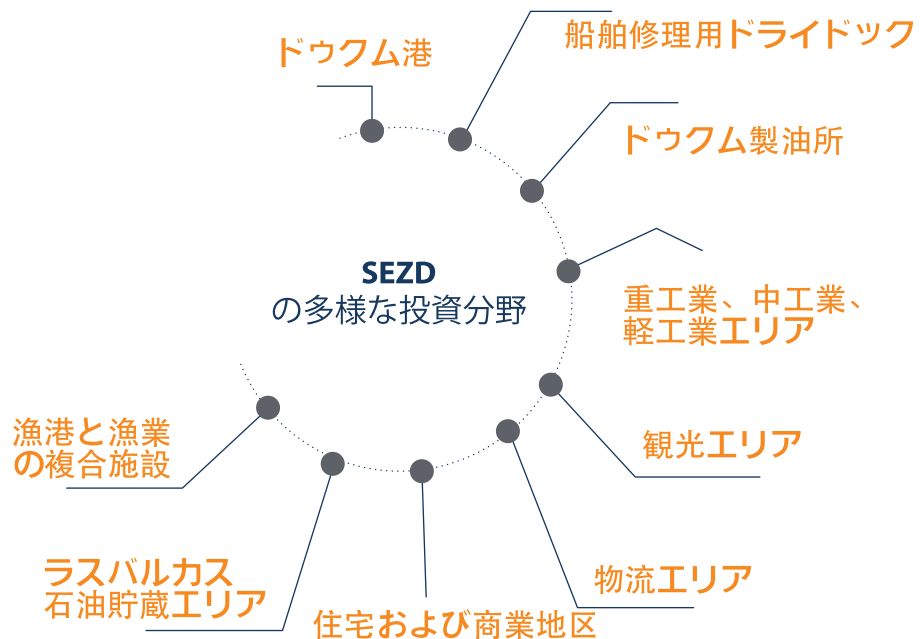 ドゥクム港
船舶修理用ドライドック
ドゥクム製油所
SEZD
の多様な投資分野
重工業、中工業、
軽工業エリア
観光エリア
物流エリア
住宅および商業地区
ラスバルカス
石油貯蔵エリア
漁港と漁業
の複合施設